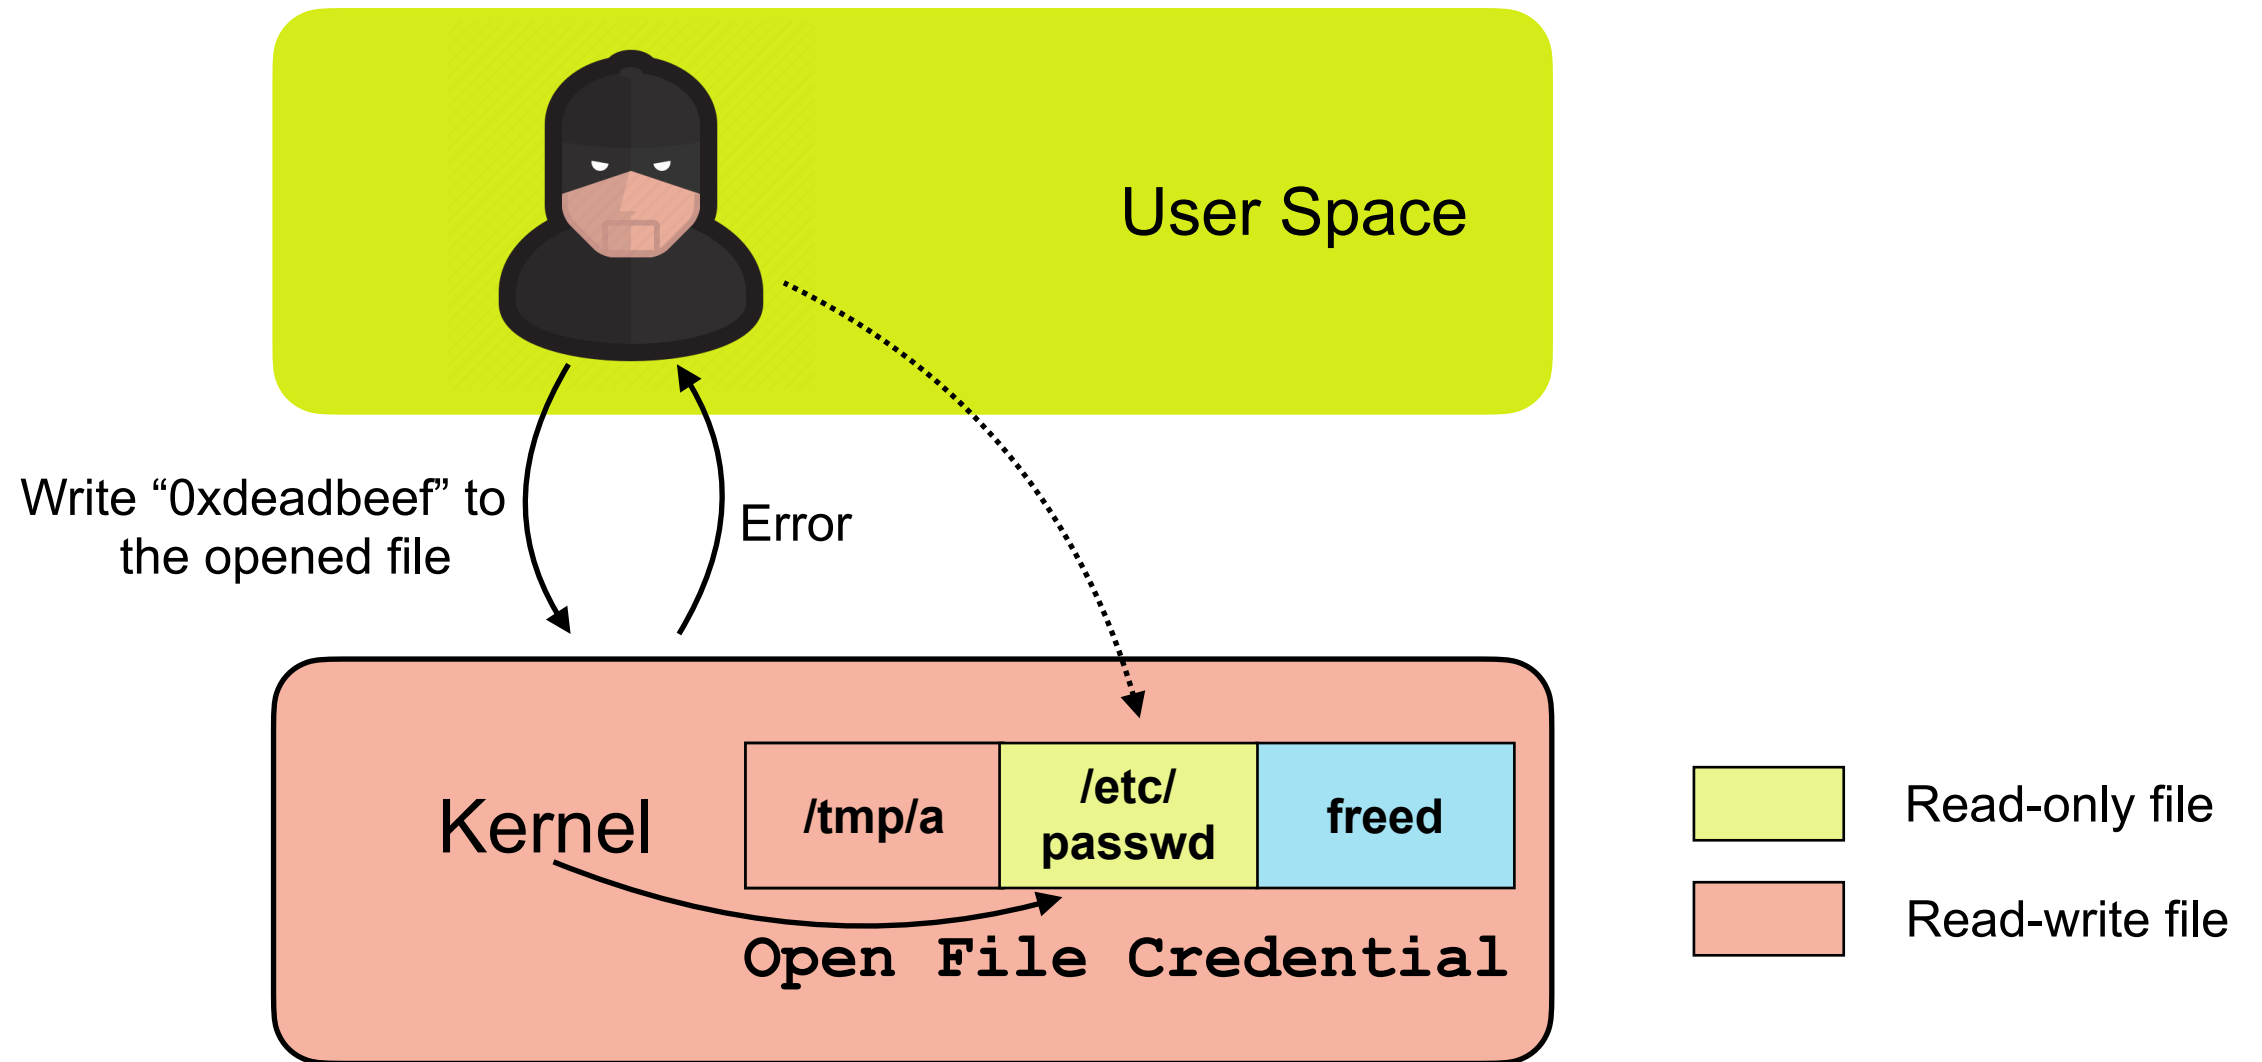 User Space
Write “0xdeadbeef” to
the opened file
Error
Kernel
/tmp/a
/etc/
passwd
freed
Open File Credential
Read-only file
Read-write file